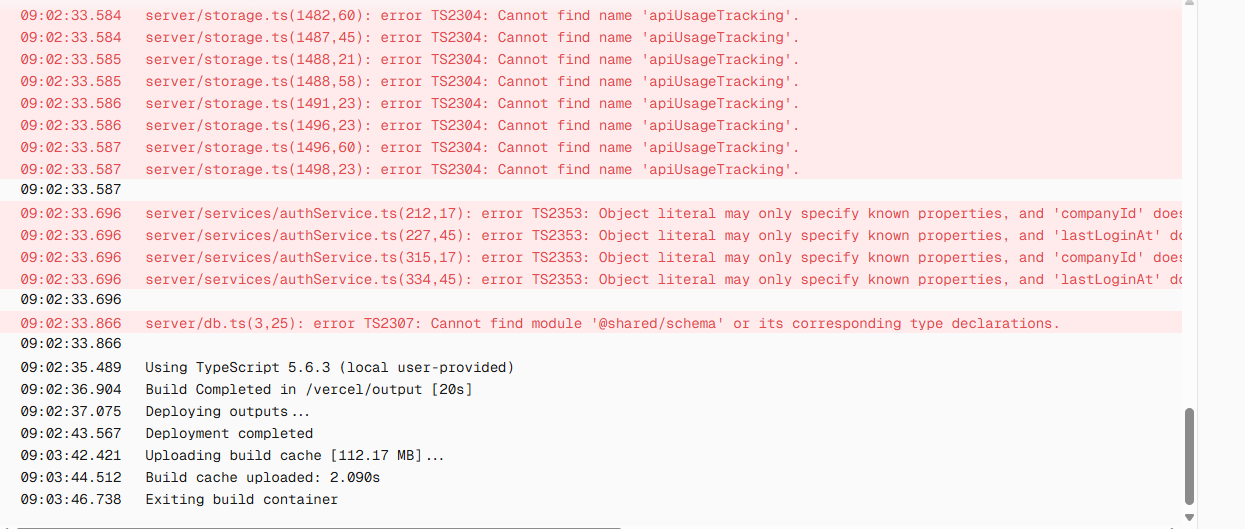 09:02:33.584 server/storage.ts(1482,60): error TS2304: Cannot find name 'apiUsageTracking'.
09:02:33.584 server/storage.ts(1487,45): error TS2304: Cannot find name 'apiUsageTracking'.
09:02:33.585 server/storage.ts(1488,21): error TS2304: Cannot find name 'apiUsageTracking'.
09:02:33.585 server/storage.ts(1488,58): error TS2304: Cannot find name 'apiUsageTracking'.
09:02:33.586 server/storage.ts(1491,23): error TS2304: Cannot find name 'apiUsageTracking'.
09:02:33.586 server/storage.ts(1496,23): error TS2304: Cannot find name 'apiUsageTracking'.
09:02:33.587 server/storage.ts(1496,60): error TS2304: Cannot find name 'apiUsageTracking'.
09:02:33.587 server/storage.ts(1498,23): error TS2304: Cannot find name 'apiUsageTracking'.
09:02:33.587
09:02:33.696 server/services/authService.ts(212,17): error TS2353: Object literal may only specify known properties, and 'companyId' does
09:02:33.696 server/services/authService.ts(227,45): error TS2353: Object literal may only specify known properties, and 'lastLoginAt' do
09:02:33.696 server/services/authService.ts(315,17): error TS2353: Object literal may only specify known properties, and 'companyId' does
09:02:33.696 server/services/authService.ts(334,45): error TS2353: Object literal may only specify known properties, and 'lastLoginAt' do
09:02:33.696
09:02:33.866 server/db.ts(3,25): error TS2307: Cannot find module '@shared/schema' or its corresponding type declarations.
09:02:33.866
09:02:35.489 Using TypeScript 5.6.3 (local user-provided)
09:02:36.904 Build Completed in /vercel/output [20s]
09:02:37.075 Deploying outputs...
09:02:43.567 Deployment completed
09:03:42.421 Uploading build cache [112.17 MB]...
09:03:44.512 Build cache uploaded: 2.090s
09:03:46.738 Exiting build container